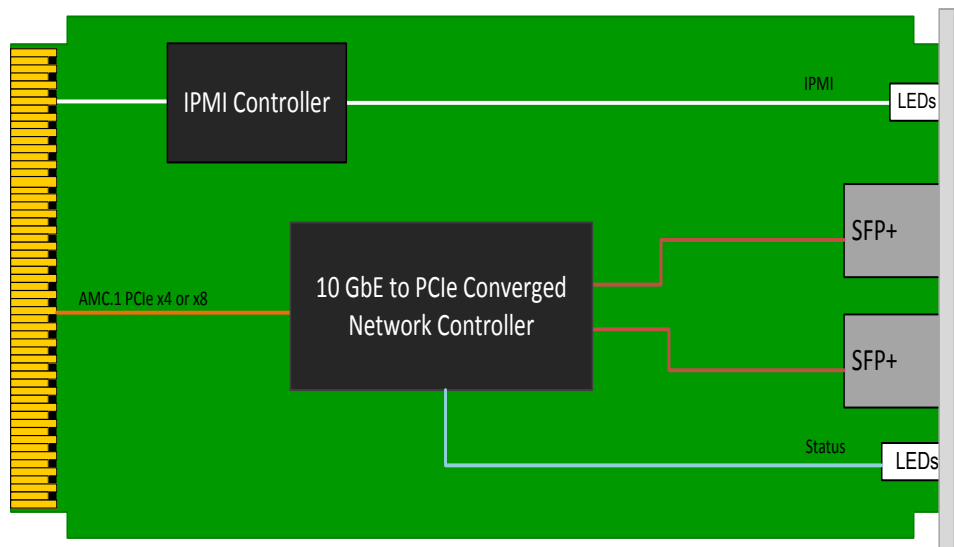 IPMI Controller
IPMI
LEDs
SFP+
10 GbE to PCIe Converged
Network Controller
AMC.1 PCIe x4 or x8
SFP+
Status
LEDs